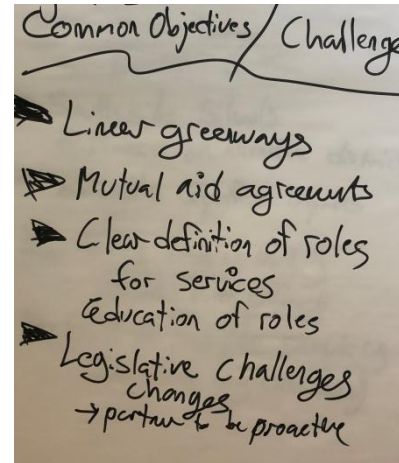 Common Objectives / Challenge
Linear greenways
Mutual aid agreements
Clear definition of roles
for services
&education of roles
Legislative challenges
changes
→ partner to be proactive